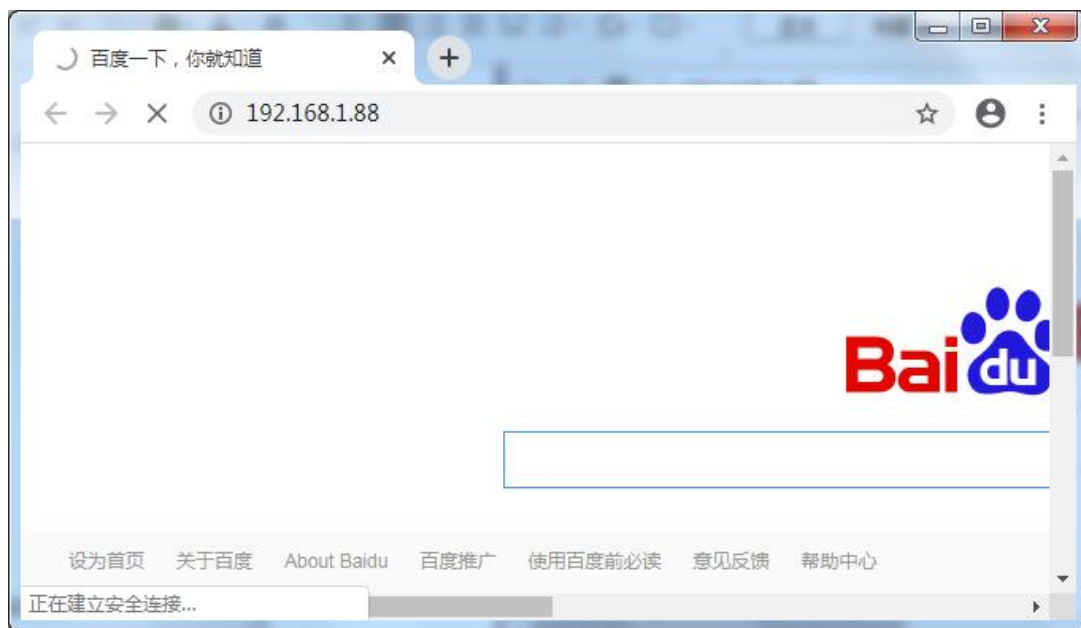 百度一下，你就知道
192.168.1.88
Baidu
设为首页 关于百度 About Baidu 百度推广 使用百度前必读 意见反馈 帮助中心
正在建立安全连接...